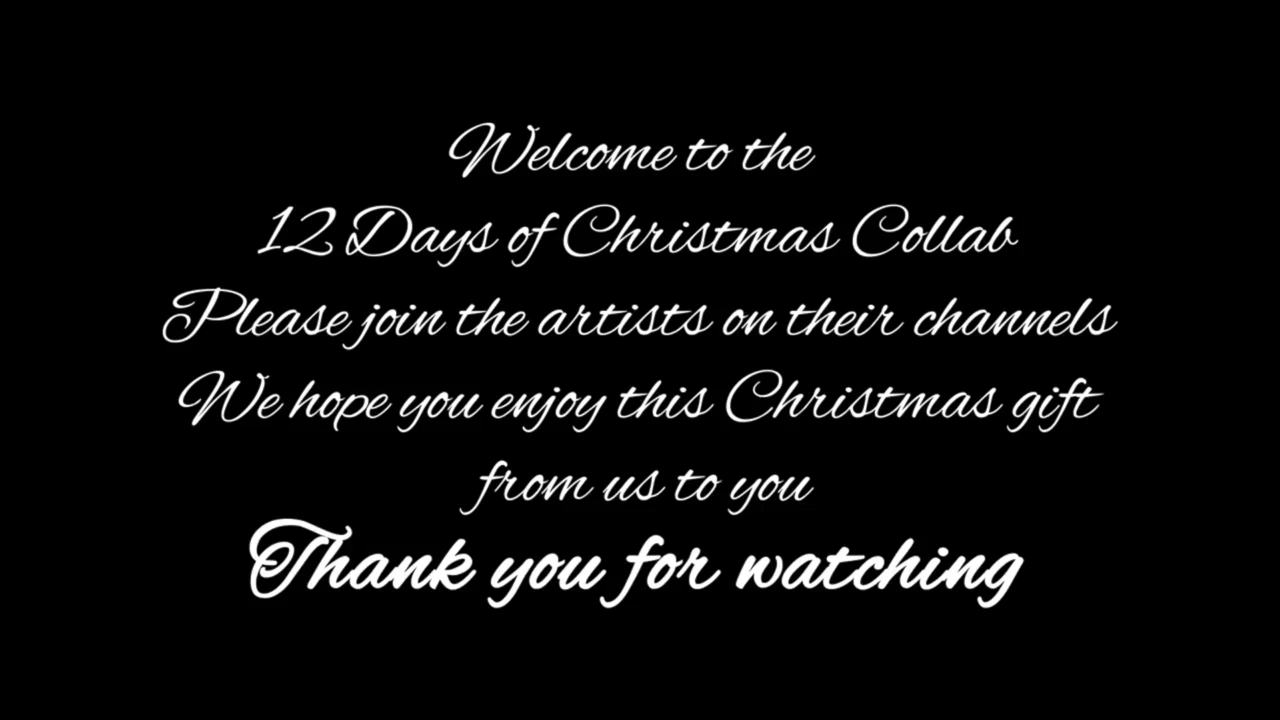 Welcome to the
12 Days of Christmas Collab
Please join the artists on their channels
We hope you enjoy this Christmas gift
from us to you
Thank you for watching